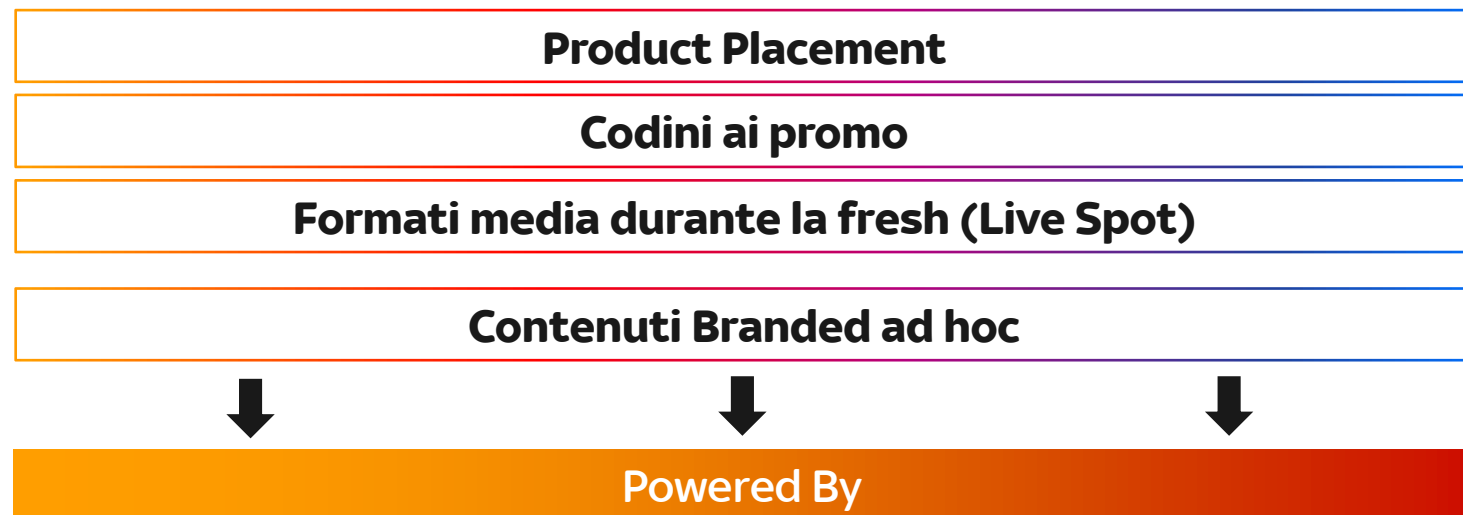 Product Placement
Codini ai promo
Formati media durante la fresh (Live Spot)
Contenuti Branded ad hoc
Powered By